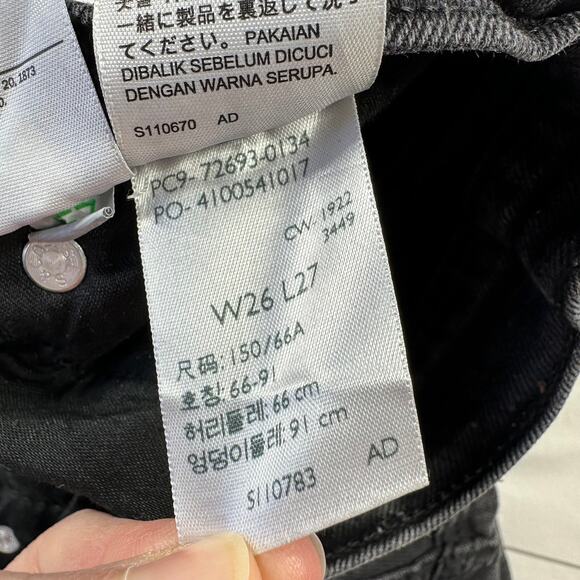 一緒に製品を裏返して洗っ
てください。 PAKAIAN
DIBALIK SEBELUM DICUCI
DENGAN WARNA SERUPA.
S110670 AD
20, 1873
PC9- 72693-0134
PO- 4100541017
CW- 1922
3449
W26 L27
尺码: 150/66A
호칭: 66-91
허리둘레: 66 cm
엉덩이둘레: 91 cm
S110783 AD